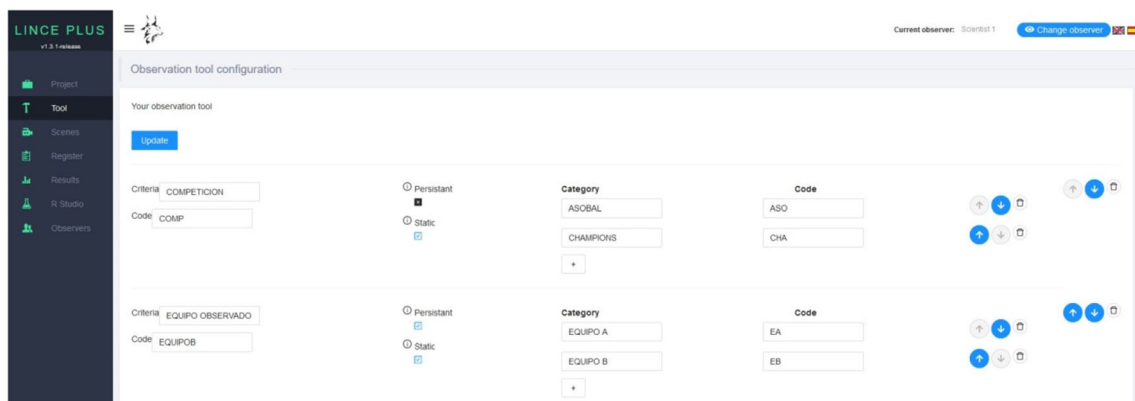 LINCE PLUS
v1.3.1-release
Current observer: Scientist 1
Change observer
Project
Tool
Scenes
Register
Results
R Studio
Observers
Observation tool configuration
Your observation tool
Update
Criteria COMPETICION
Code COMP
Persistant
Static
Category Code
ASOBAL ASO
CHAMPIONS CHA
+
Criteria EQUIPO OBSERVADO
Code EQUIPOB
Persistant
Static
Category Code
EQUIPO A EA
EQUIPO B EB
+